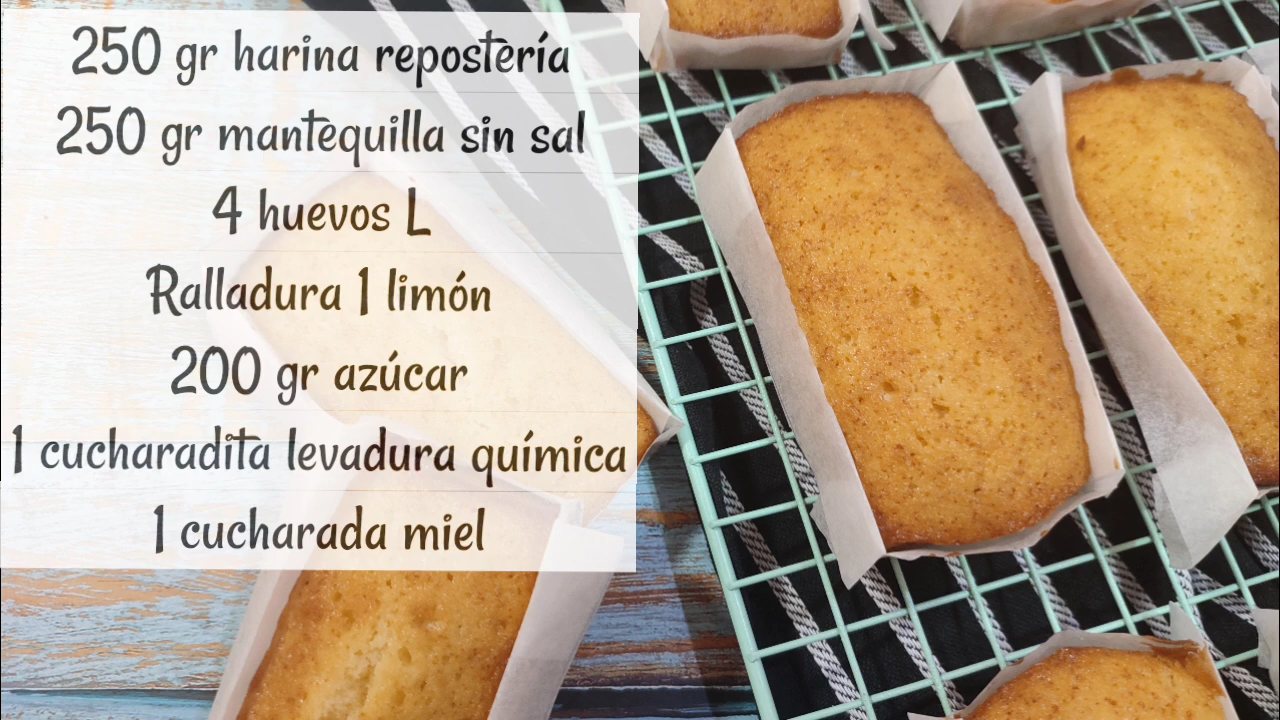 250 gr harina repostería
250 gr mantequilla sin sal
4 huevos L
Ralladura 1 limón
200 gr azúcar
1 cucharadita levadura química
1 cucharada miel